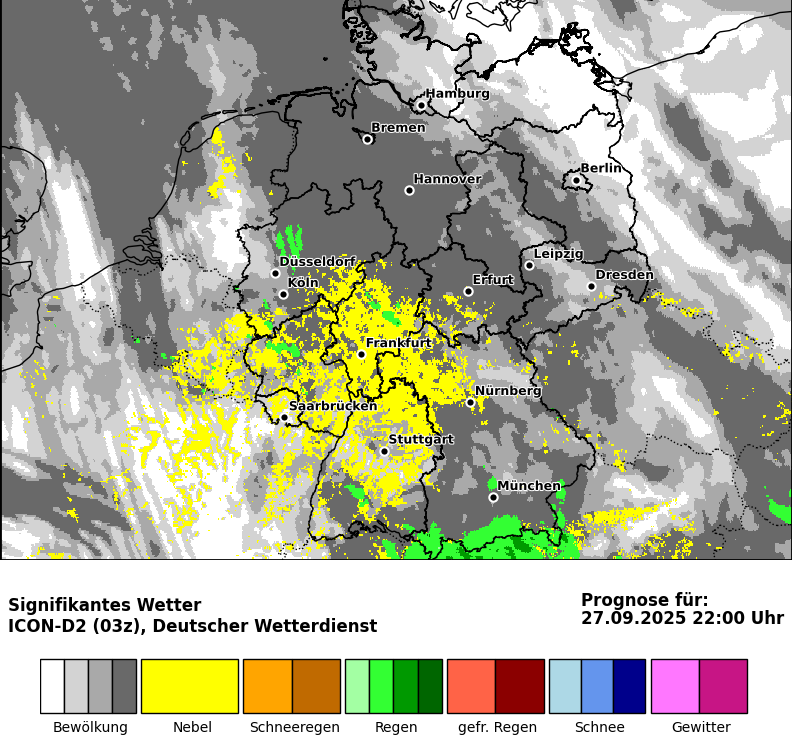 Hamburg
Bremen
Berlin
Hannover
Düsseldorf
Leipzig
Köln
Erfurt
Dresden
Frankfurt
Nürnberg
Saarbrücken
Stuttgart
München
Signifikantes Wetter
ICON-D2 (03z), Deutscher Wetterdienst
Prognose für:
27.09.2025 22:00 Uhr
Bewölkung Nebel Schneeregen Regen gefr. Regen Schnee Gewitter